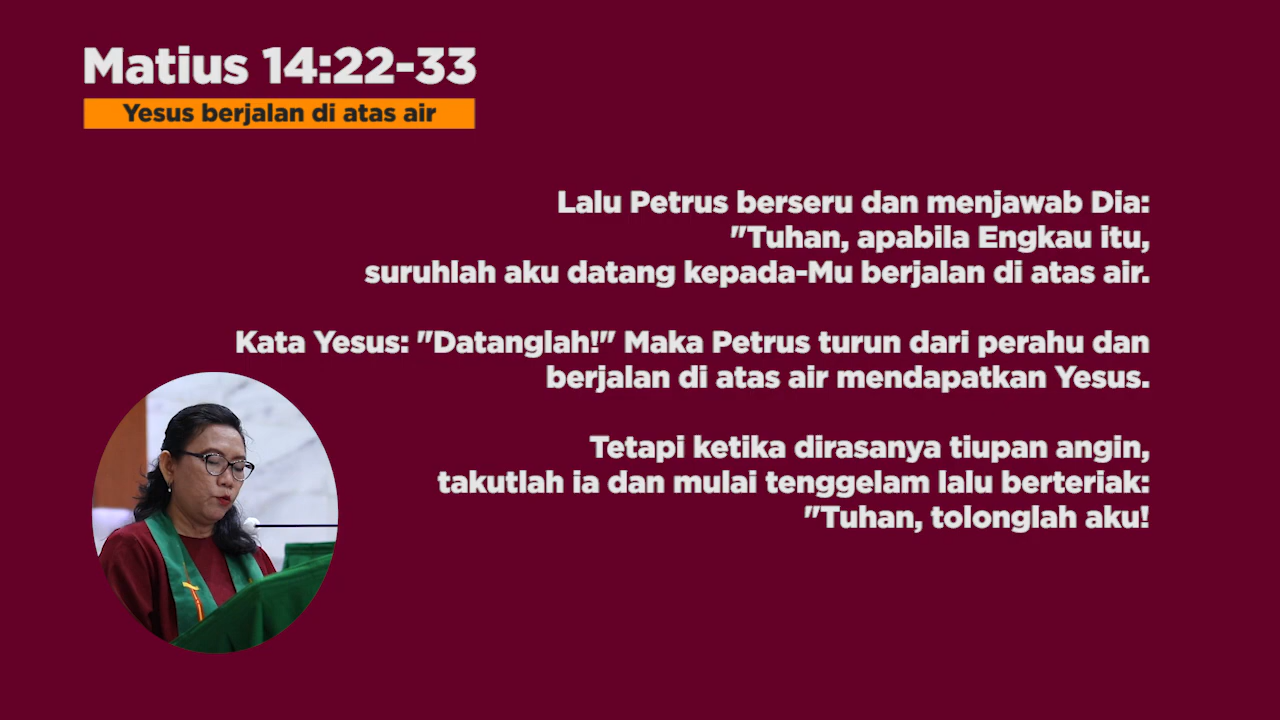 Matius 14:22-33
Yesus berjalan di atas air
Lalu Petrus berseru dan menjawab Dia:
"Tuhan, apabila Engkau itu,
suruhlah aku datang kepada-Mu berjalan di atas air.
Kata Yesus: "Datanglah!" Maka Petrus turun dari perahu dan
berjalan di atas air mendapatkan Yesus.
Tetapi ketika dirasanya tiupan angin,
takutlah ia dan mulai tenggelam lalu berteriak:
"Tuhan, tolonglah aku!